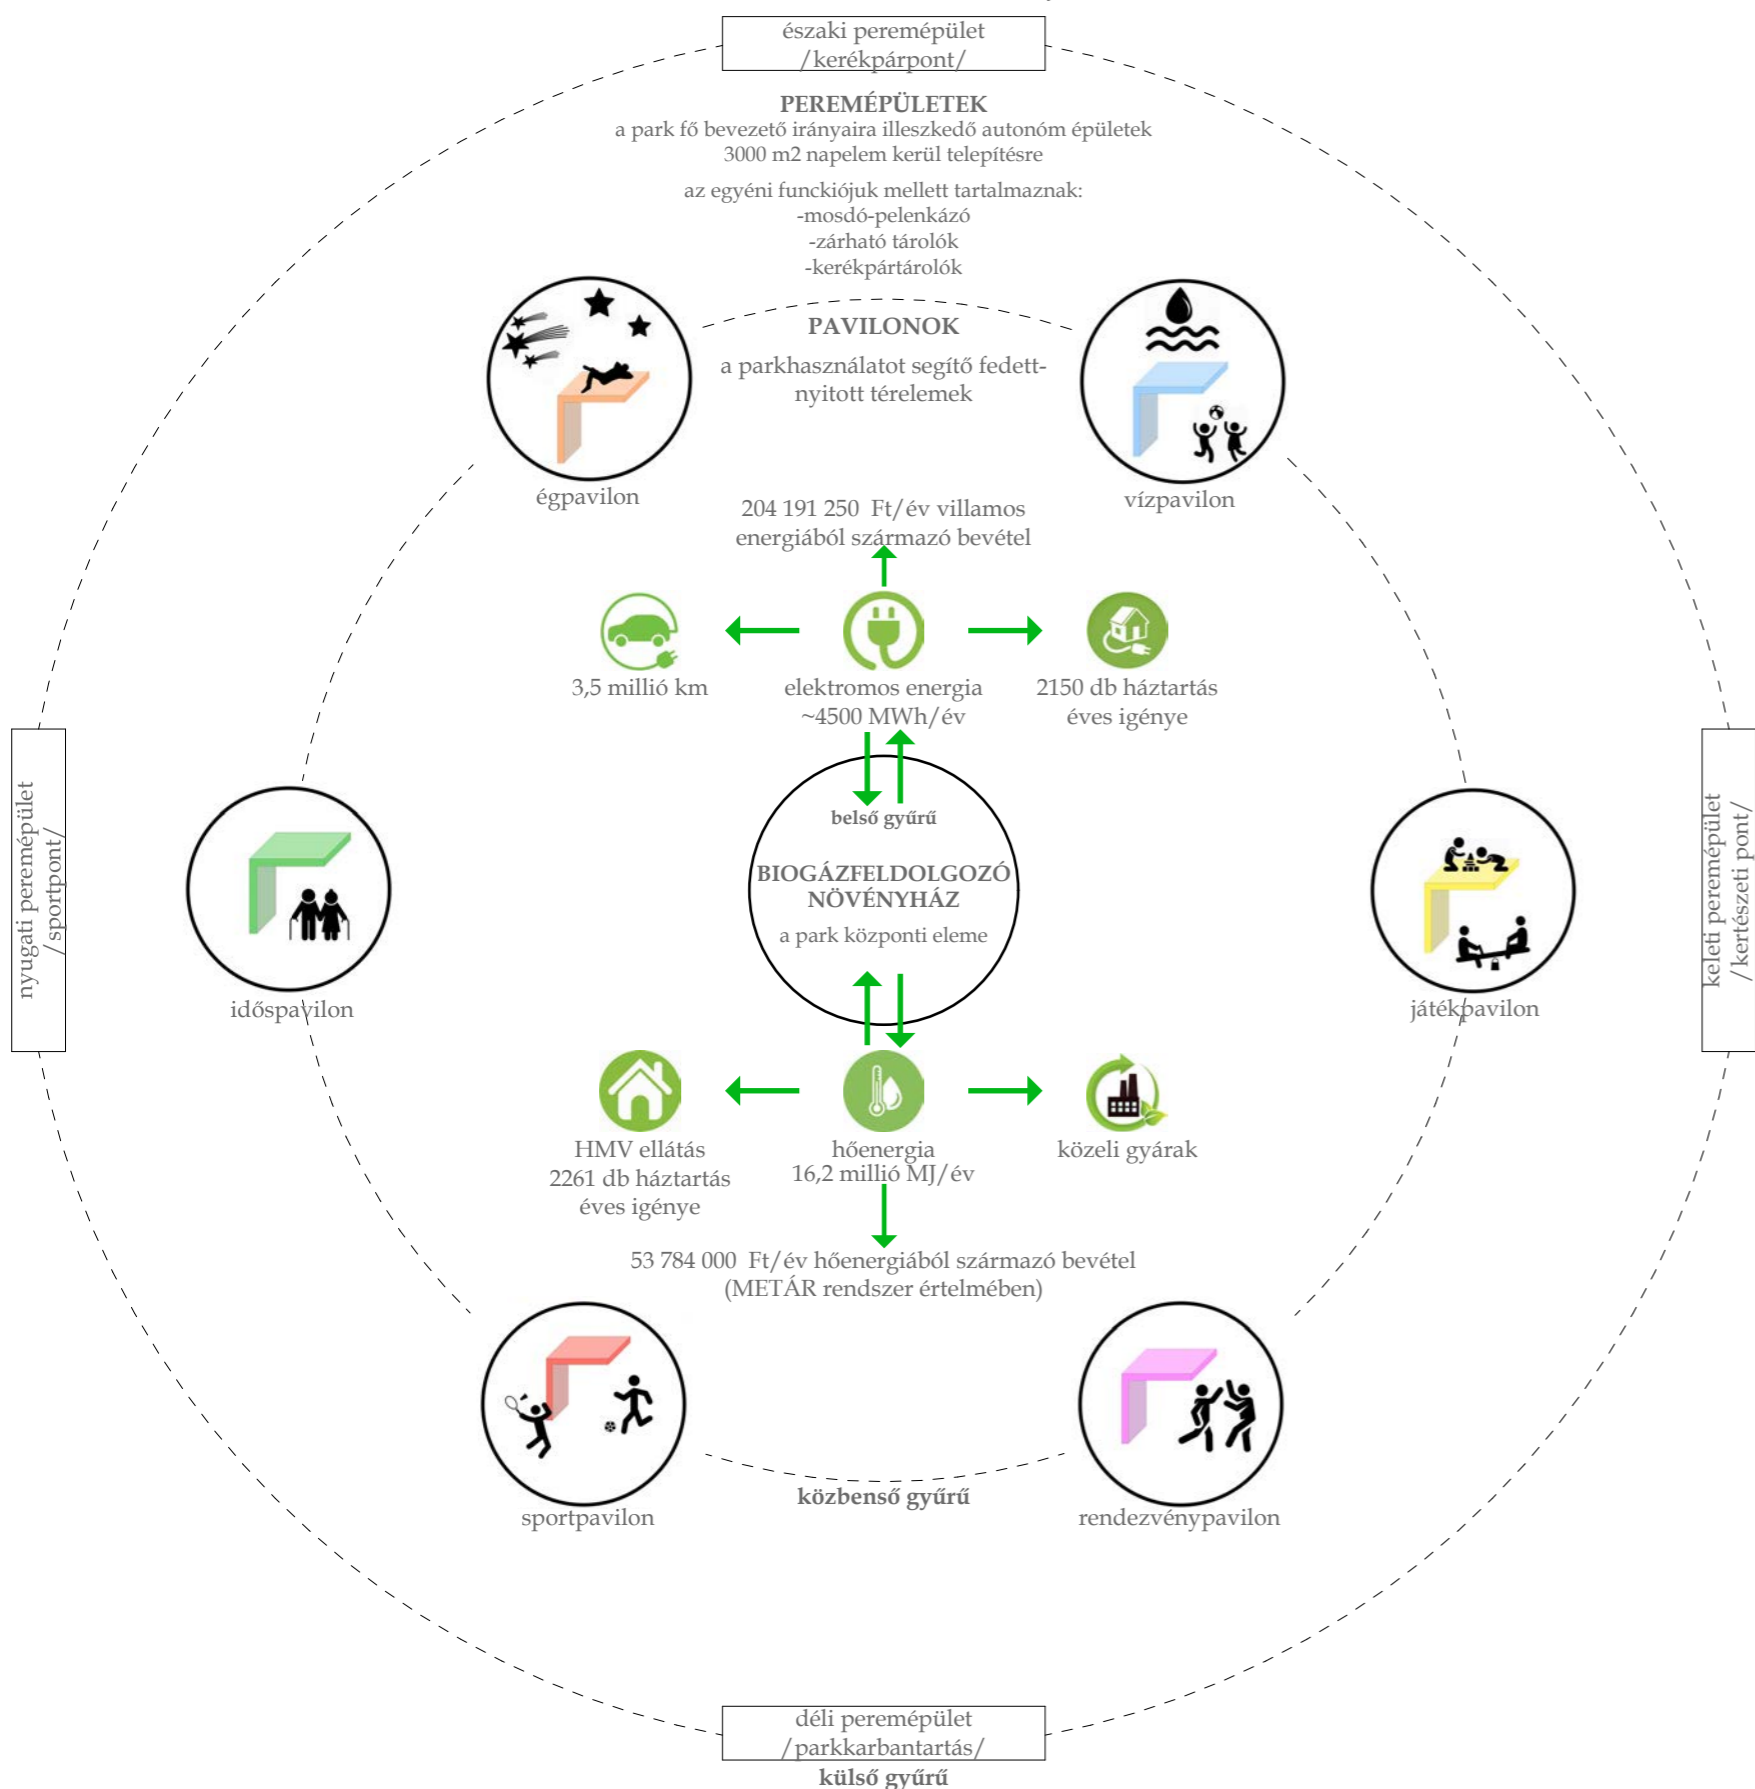 északi peremépület
/kerékpárpont/
PEREMÉPÜLETEK
a park fő bevezető irányaira illeszkedő autonóm épületek
3000 m2 napelem kerül telepítésre
az egyéni funckiójuk mellett tartalmaznak:
-mosdó-pelenkázó
-zárható tárolók
-kerékpártárolók
PAVILONOK
a parkhasználatot segítő fedett-
nyitott térelemek
égpavilon
vízpavilon
204 191 250 Ft/év villamos
energiából származó bevétel
3,5 millió km
elektromos energia
~4500 MWh/év
2150 db háztartás
éves igénye
nyugati peremépület
/sportpont/
keleti peremépület
/kertészeti pont/
belső gyűrű
BIOGÁZFELDOLGOZÓ
NÖVÉNYHÁZ
a park központi eleme
időspavilon
játékpavilon
HMV ellátás
2261 db háztartás
éves igénye
hőenergia
16,2 millió MJ/év
közeli gyárak
53 784 000 Ft/év hőenergiából származó bevétel
(METÁR rendszer értelmében)
közbenső gyűrű
sportpavilon
rendezvénypavilon
déli peremépület
/parkkarbantartás/
külső gyűrű